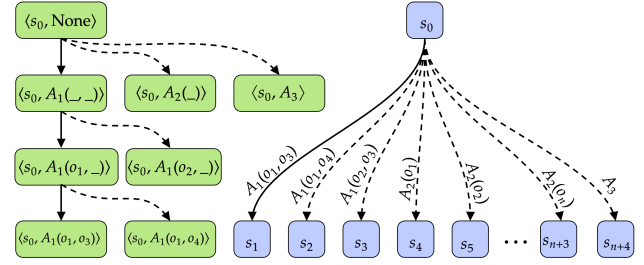 ⟨s₀, None⟩
s₀
⟨s₀, A₁(_, _)⟩ ⟨s₀, A₂(_)⟩ ⟨s₀, A₃⟩
⟨s₀, A₁(o₁, _)⟩ ⟨s₀, A₁(o₂, _)⟩
A₁(o₁, o₃) A₁(o₁, o₄) A₁(o₂, o₃) A₂(o₁) A₂(o₂) A₂(oₙ) A₃
⟨s₀, A₁(o₁, o₃)⟩ ⟨s₀, A₁(o₁, o₄)⟩
s₁ s₂ s₃ s₄ s₅ ⋯ sₙ₊₃ sₙ₊₄